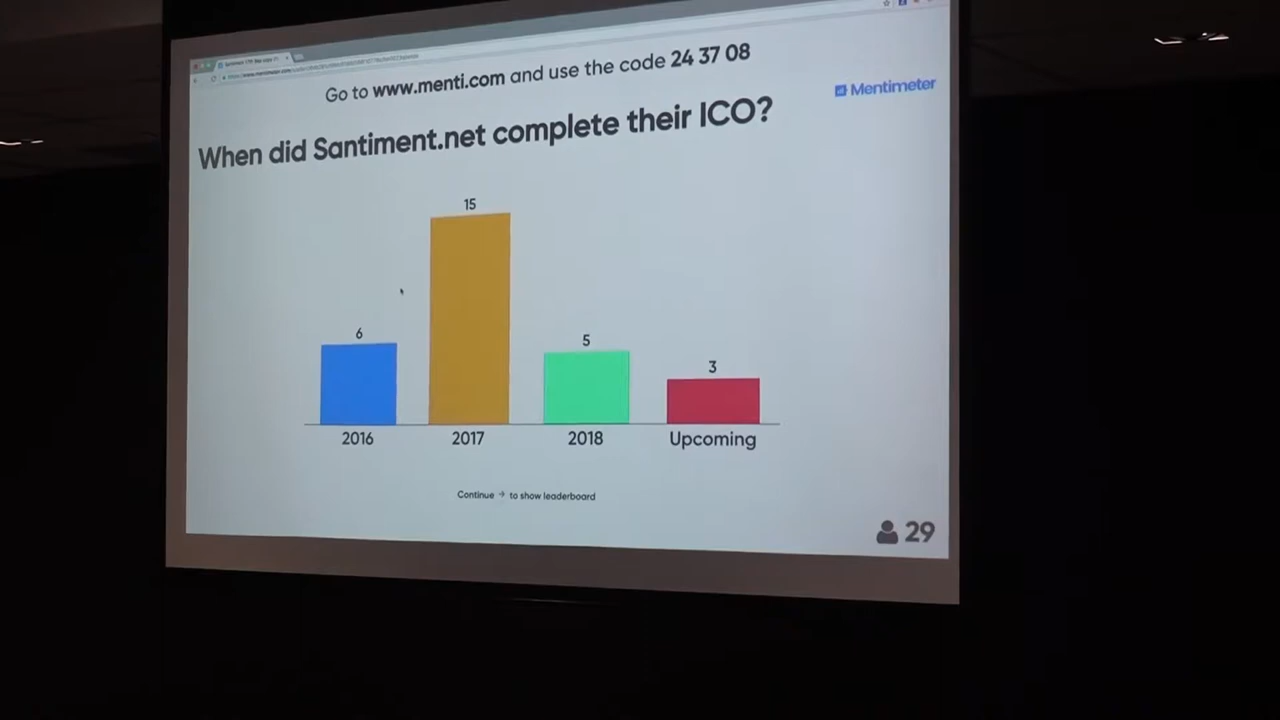 Go to www.menti.com and use the code 24 37 08
Mentimeter
When did Santiment.net complete their ICO?
15
6
5
3
2016
2017
2018
Upcoming
Continue → to show leaderboard
29